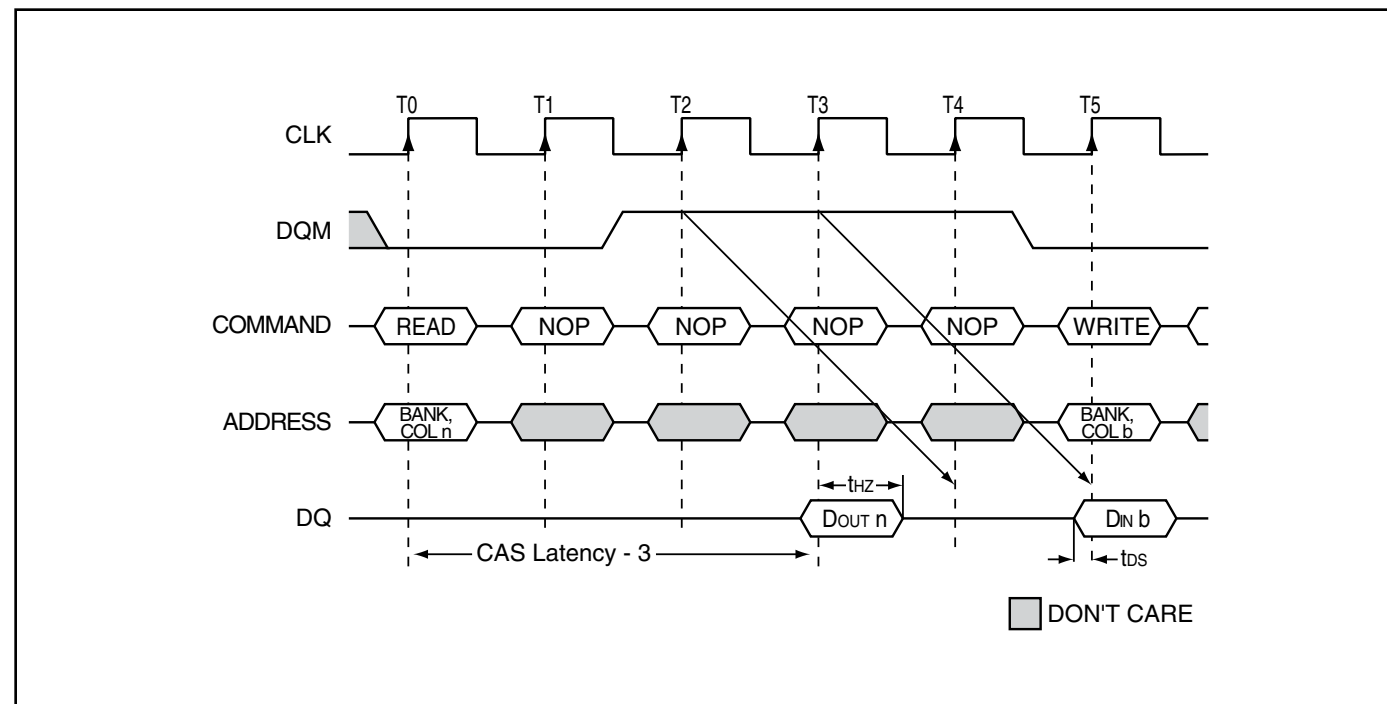 T0 T1 T2 T3 T4 T5
CLK
DQM
COMMAND READ NOP NOP NOP NOP WRITE
ADDRESS BANK, COL n BANK, COL b
tHZ
DQ DOUT n DIN b
CAS Latency - 3 tDS
DON'T CARE